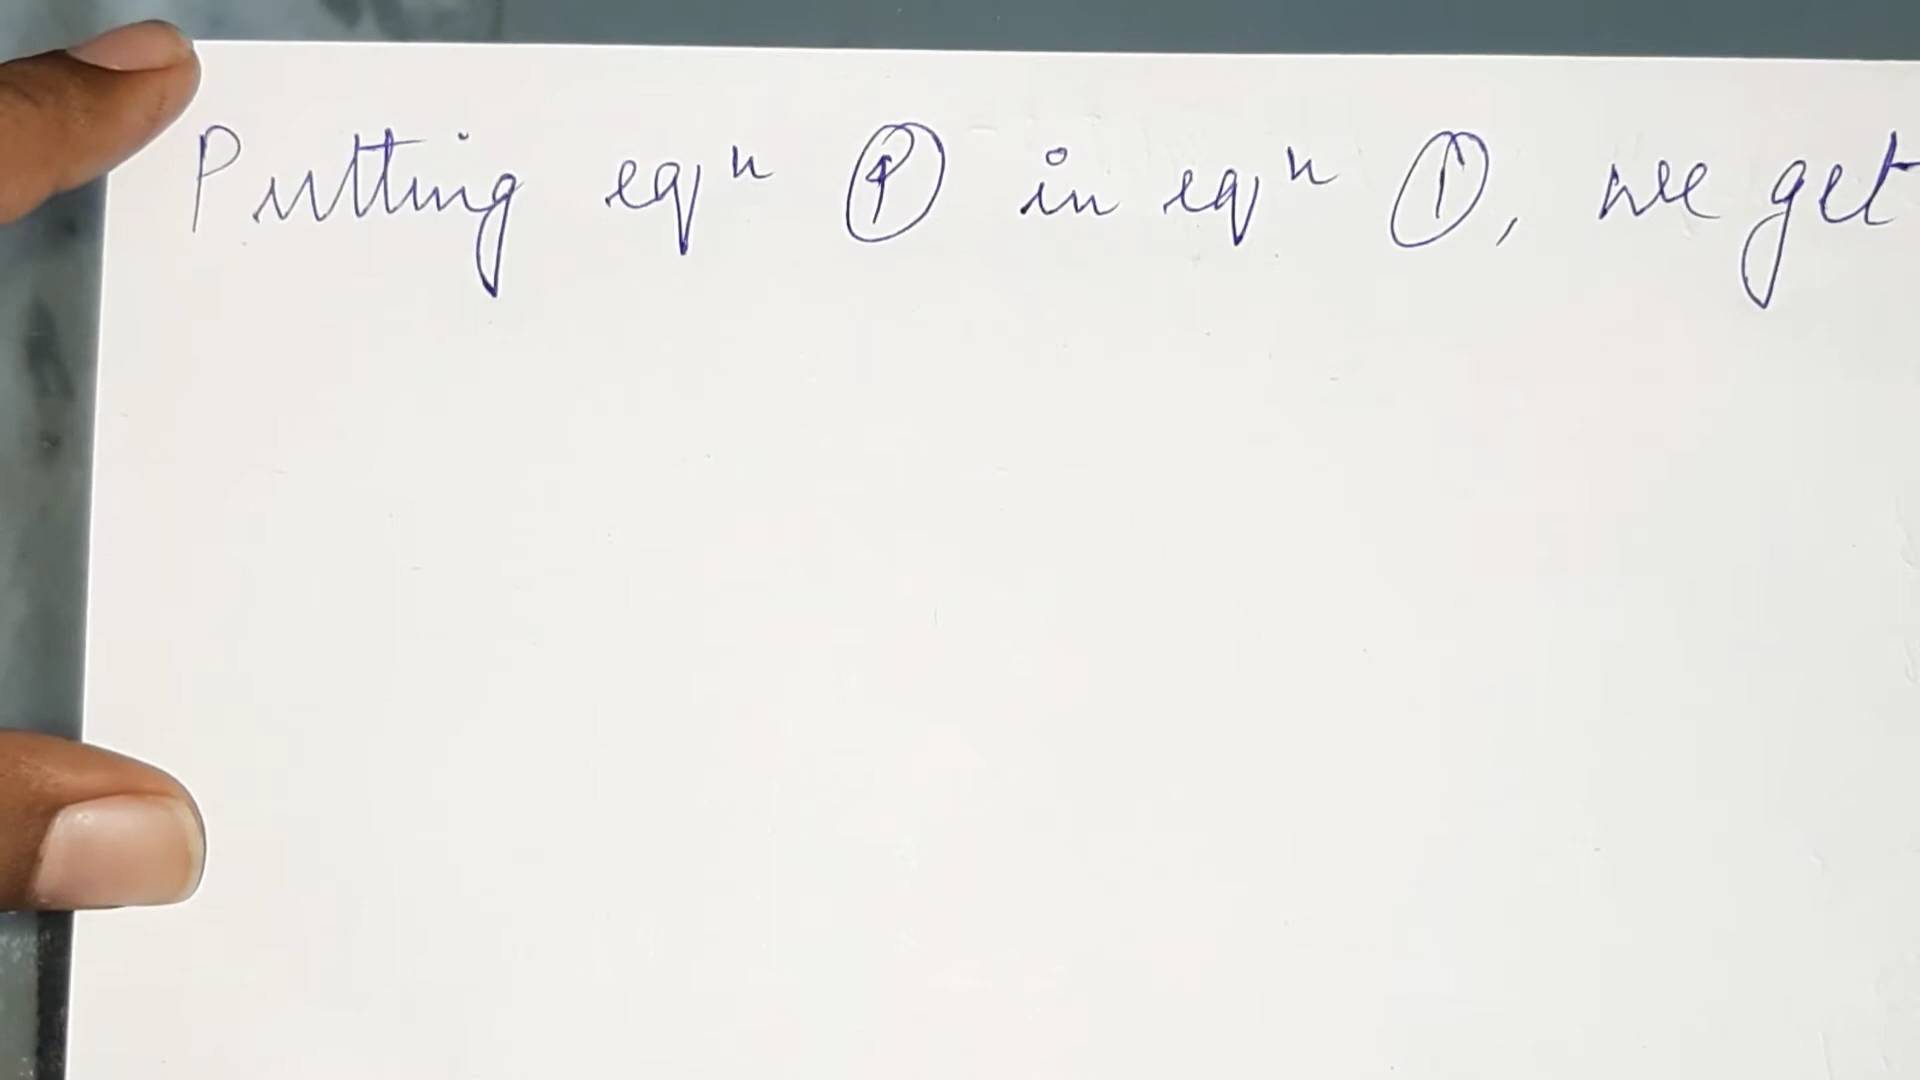 Putting eqⁿ ④ in eqⁿ ①, we get